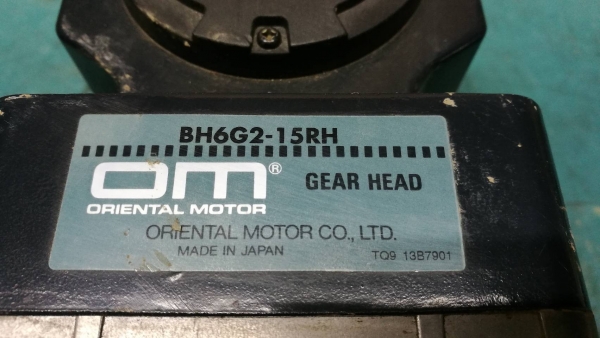 BH6G2-15RH
om®
GEAR HEAD
ORIENTAL MOTOR
ORIENTAL MOTOR CO., LTD.
MADE IN JAPAN
TQ9 13B7901